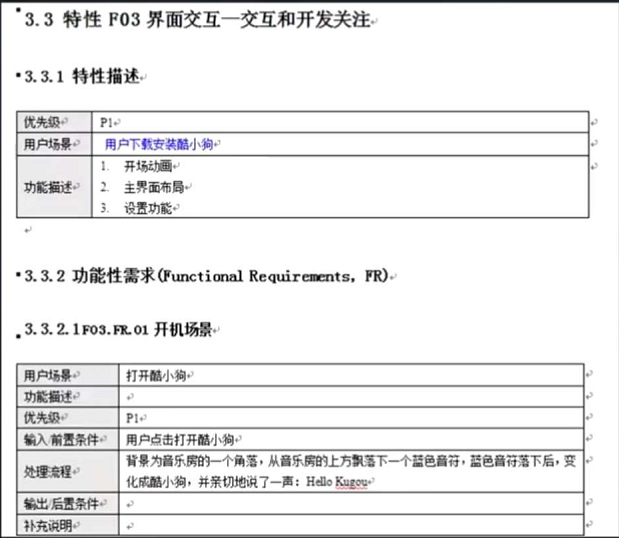 3.3 特性 F03 界面交互—交互和开发关注
3.3.1 特性描述
优先级 P1
用户场景 用户下载安装酷小狗
功能描述
1. 开场动画
2. 主界面布局
3. 设置功能
3.3.2 功能性需求(Functional Requirements, FR)
3.3.2.1F03.FR.01 开机场景
用户场景 打开酷小狗
功能描述
优先级 P1
输入/前置条件 用户点击打开酷小狗
处理流程
背景为音乐房的一个角落，从音乐房的上方飘落下一个蓝色音符，蓝色音符落下后，变
化成酷小狗，并亲切地说了一声：Hello Kugou
输出/后置条件
补充说明